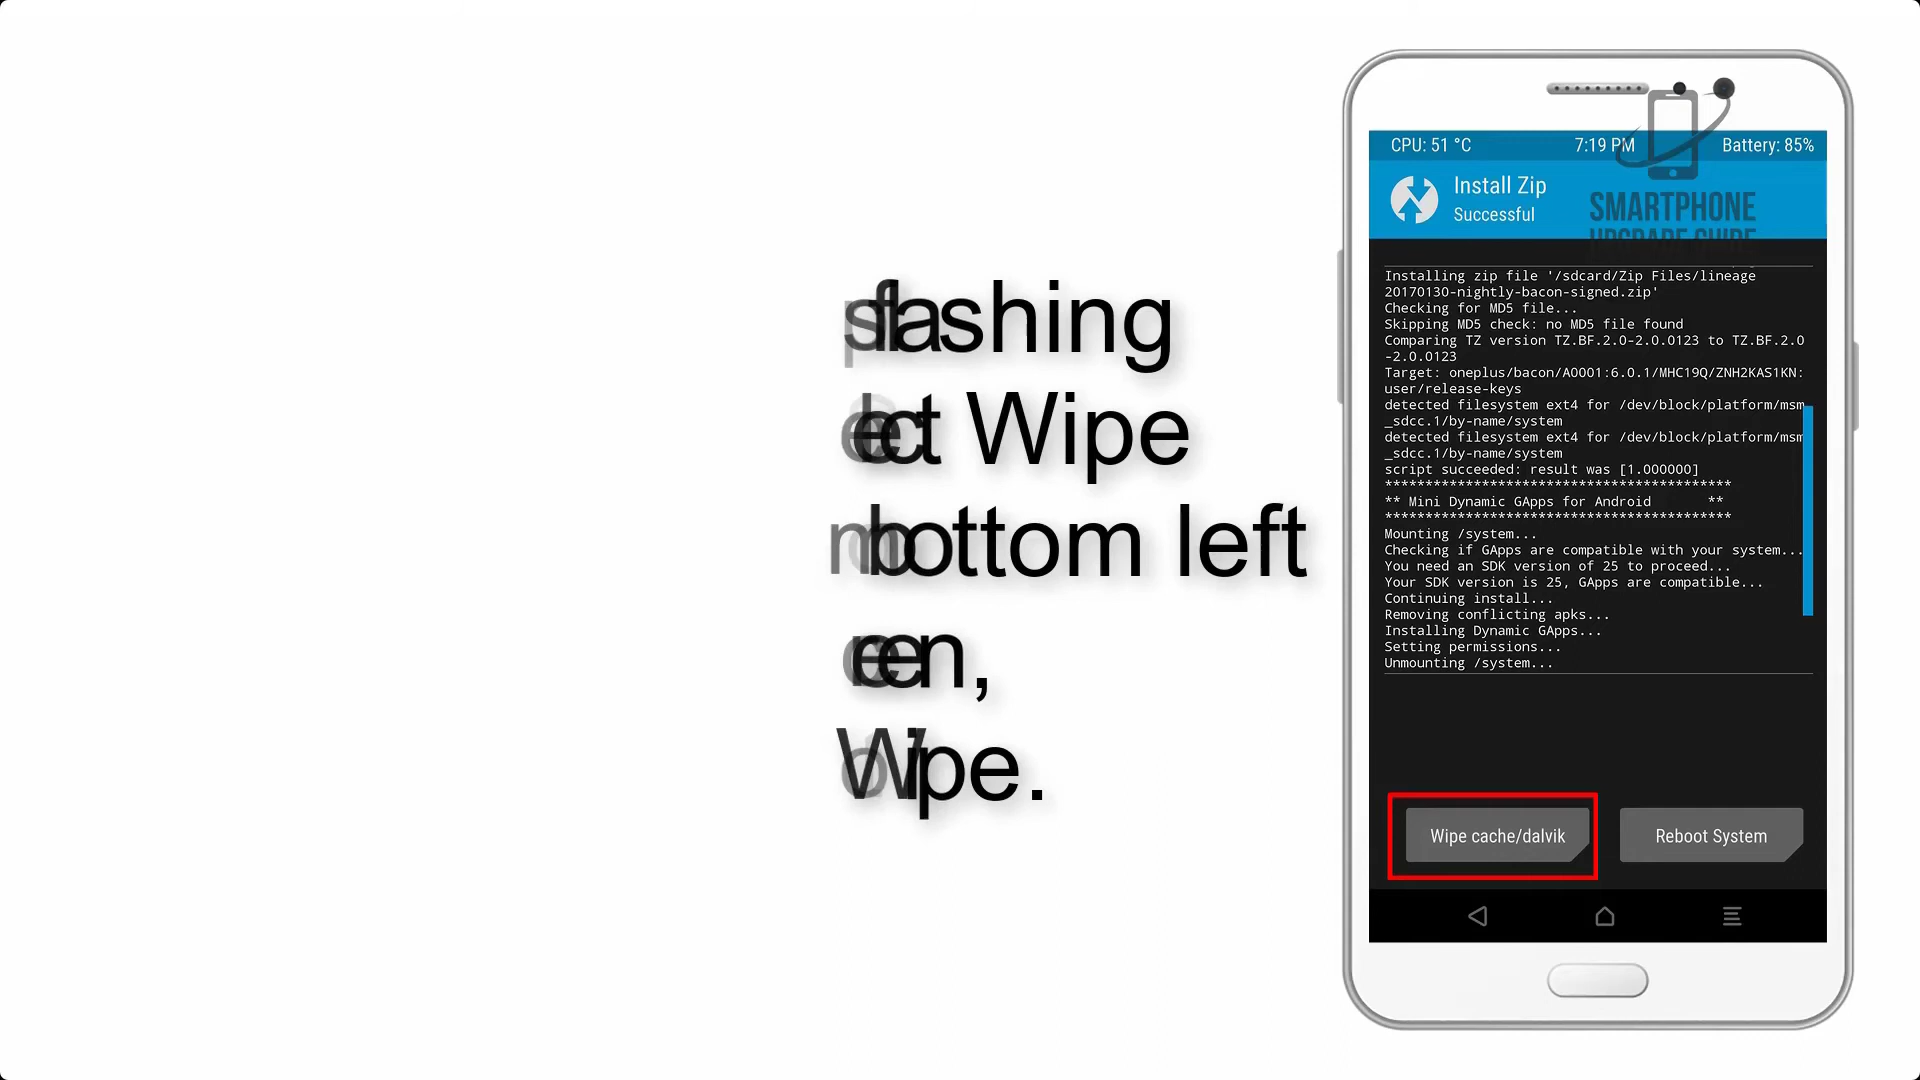 flashing
Wipe
bottom left
Wipe.
CPU: 51 °C 7:19 PM Battery: 85%
Install Zip
Successful
SMARTPHONE
UPGRADE GUIDE
Installing zip file '/sdcard/Zip Files/lineage
20170130-nightly-bacon-signed.zip'
Checking for MD5 file...
Skipping MD5 check: no MD5 file found
Comparing TZ version TZ.BF.2.0-2.0.0123 to TZ.BF.2.0
-2.0.0123
Target: oneplus/bacon/A0001:6.0.1/MHC19Q/ZNH2KAS1KN:
user/release-keys
detected filesystem ext4 for /dev/block/platform/msm
_sdcc.1/by-name/system
detected filesystem ext4 for /dev/block/platform/msm
_sdcc.1/by-name/system
script succeeded: result was [1.000000]
*******************************************
** Mini Dynamic GApps for Android **
*******************************************
Mounting /system...
Checking if GApps are compatible with your system...
You need an SDK version of 25 to proceed...
Your SDK version is 25, GApps are compatible...
Continuing install...
Removing conflicting apks...
Installing Dynamic GApps...
Setting permissions...
Unmounting /system...
Wipe cache/dalvik
Reboot System